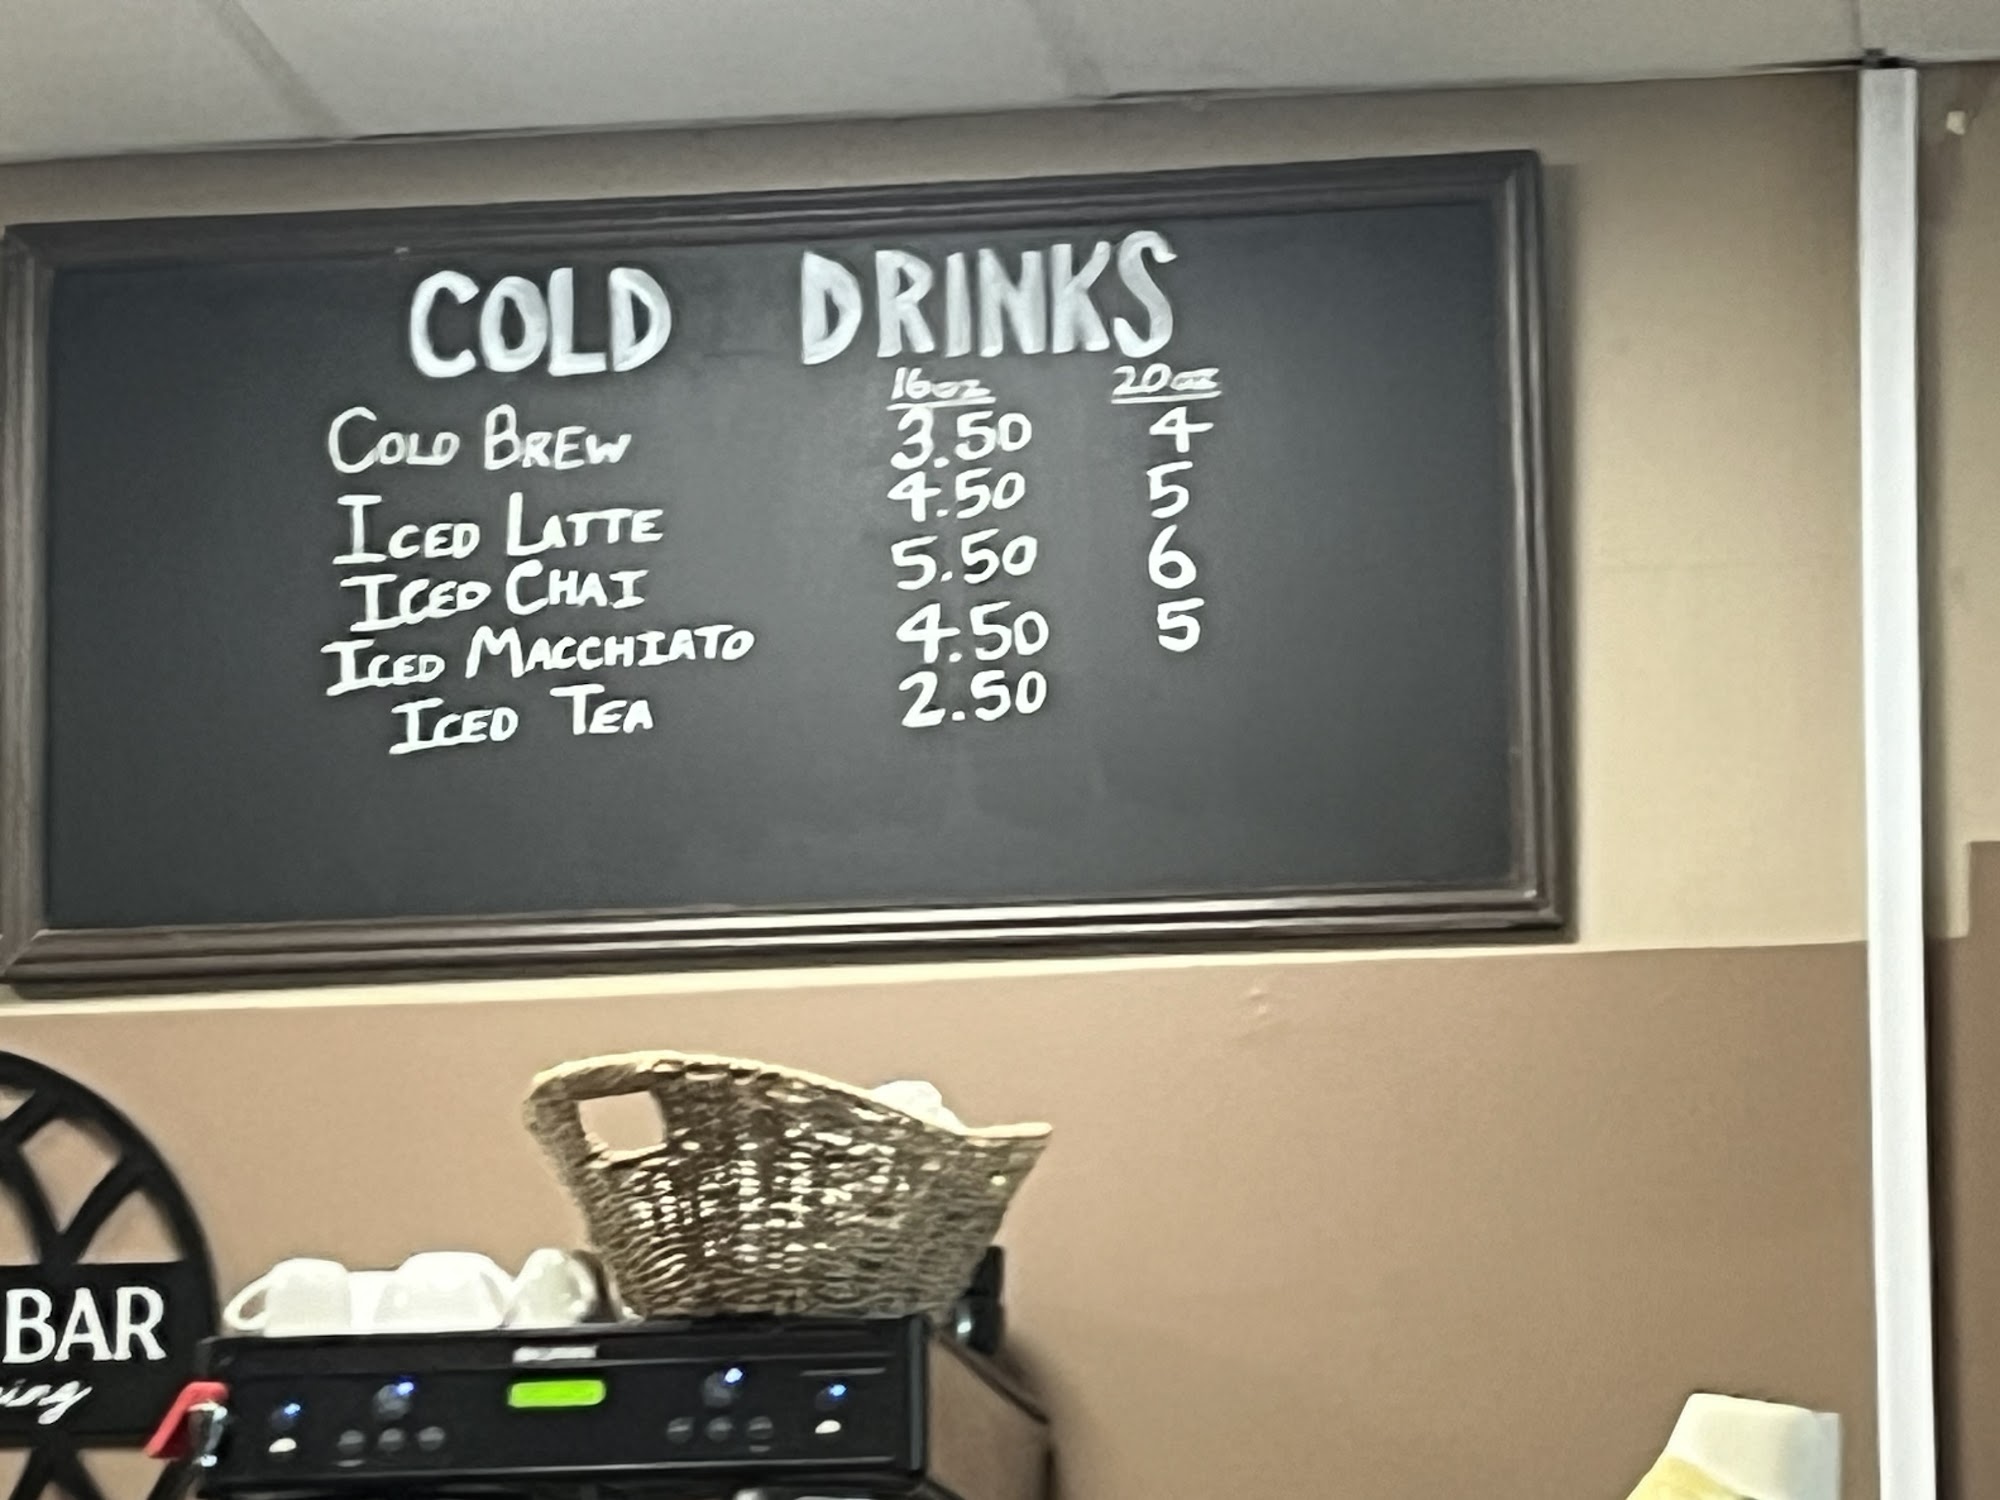 COLD DRINKS
16oz 20oz
COLD BREW 3.50 4
ICED LATTE 4.50 5
ICED CHAI 5.50 6
ICED MACCHIATO 4.50 5
ICED TEA 2.50
BAR